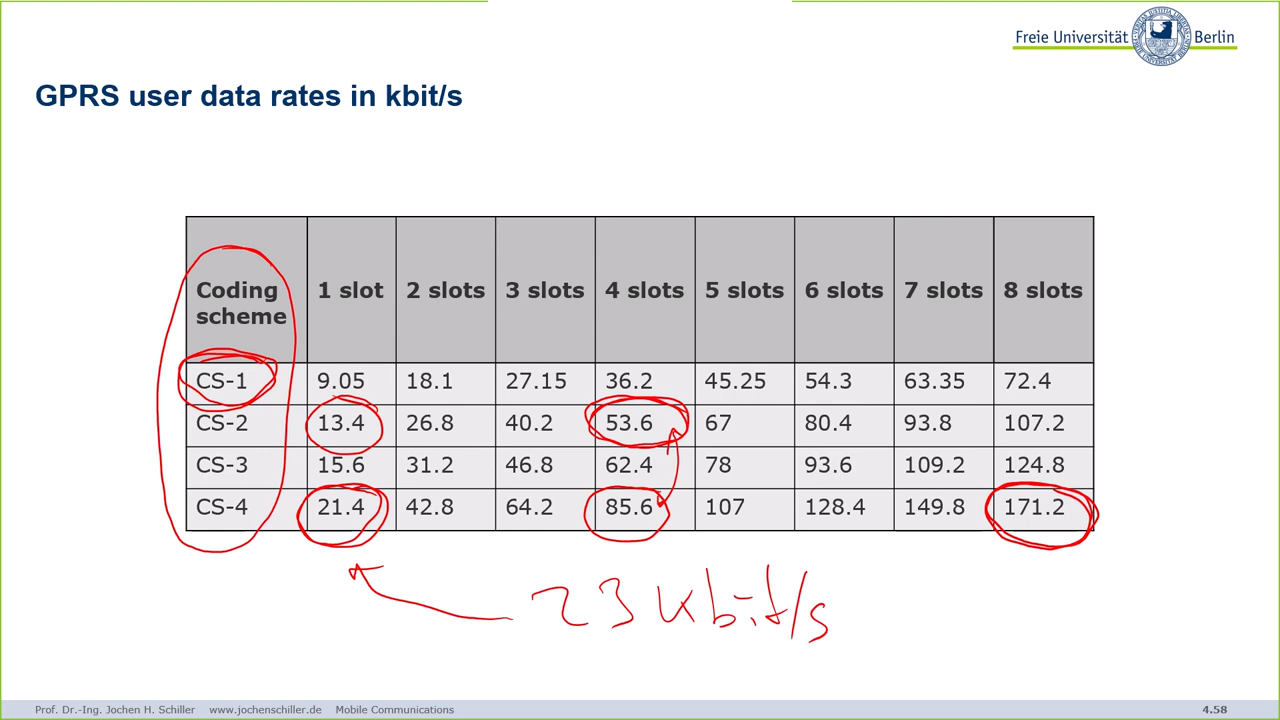 Freie Universität Berlin
GPRS user data rates in kbit/s
Coding scheme 1 slot 2 slots 3 slots 4 slots 5 slots 6 slots 7 slots 8 slots
CS-1 9.05 18.1 27.15 36.2 45.25 54.3 63.35 72.4
CS-2 13.4 26.8 40.2 53.6 67 80.4 93.8 107.2
CS-3 15.6 31.2 46.8 62.4 78 93.6 109.2 124.8
CS-4 21.4 42.8 64.2 85.6 107 128.4 149.8 171.2
23 kbit/s
Prof. Dr.-Ing. Jochen H. Schiller www.jochenschiller.de Mobile Communications 4.58